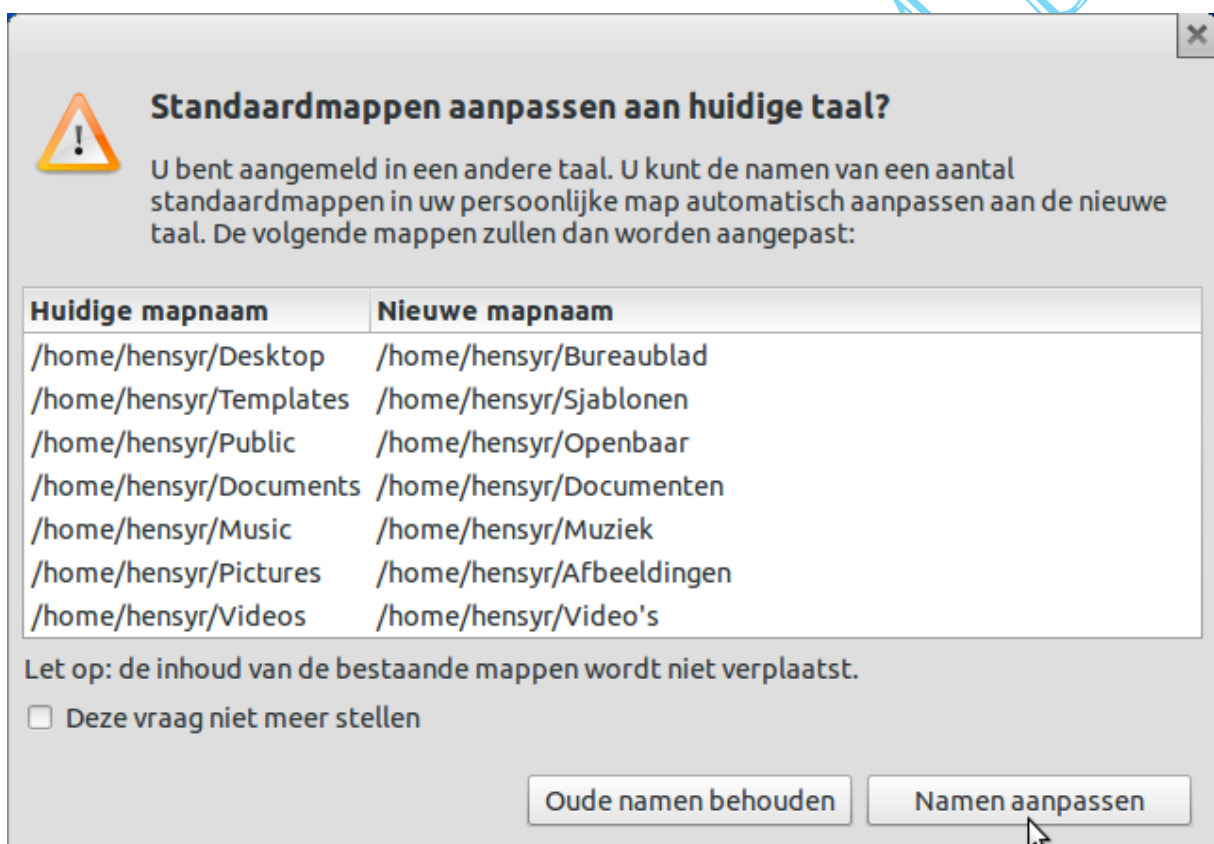 Standaardmappen aanpassen aan huidige taal?
U bent aangemeld in een andere taal. U kunt de namen van een aantal
standaardmappen in uw persoonlijke map automatisch aanpassen aan de nieuwe
taal. De volgende mappen zullen dan worden aangepast:
Huidige mapnaam Nieuwe mapnaam
/home/hensyr/Desktop /home/hensyr/Bureaublad
/home/hensyr/Templates /home/hensyr/Sjablonen
/home/hensyr/Public /home/hensyr/Openbaar
/home/hensyr/Documents /home/hensyr/Documenten
/home/hensyr/Music /home/hensyr/Muziek
/home/hensyr/Pictures /home/hensyr/Afbeeldingen
/home/hensyr/Videos /home/hensyr/Video's
Let op: de inhoud van de bestaande mappen wordt niet verplaatst.
Deze vraag niet meer stellen
Oude namen behouden Namen aanpassen